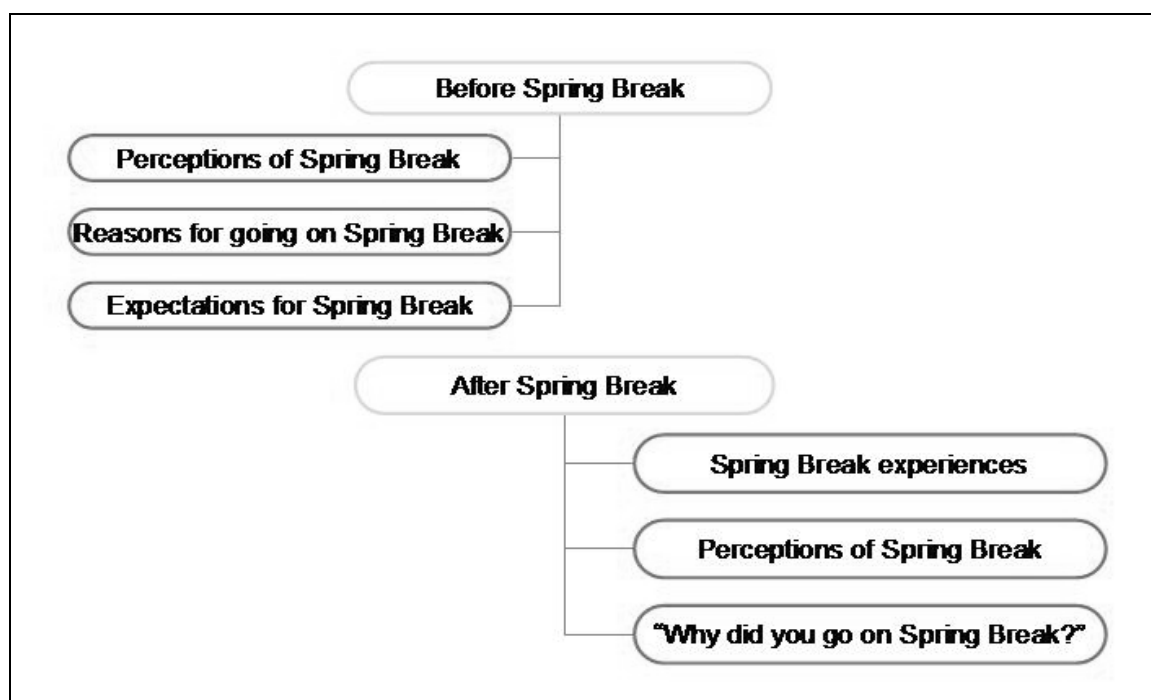 Before Spring Break
Perceptions of Spring Break
Reasons for going on Spring Break
Expectations for Spring Break
After Spring Break
Spring Break experiences
Perceptions of Spring Break
“Why did you go on Spring Break?”